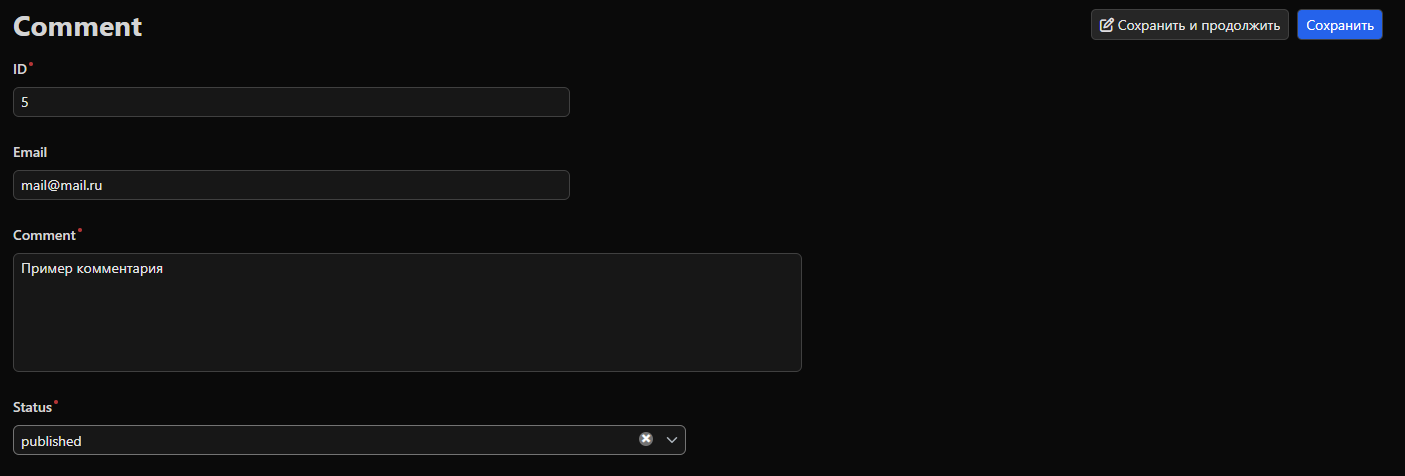 Comment
Сохранить и продолжить
Сохранить
ID*
5
Email
mail@mail.ru
Comment*
Пример комментария
Status*
published